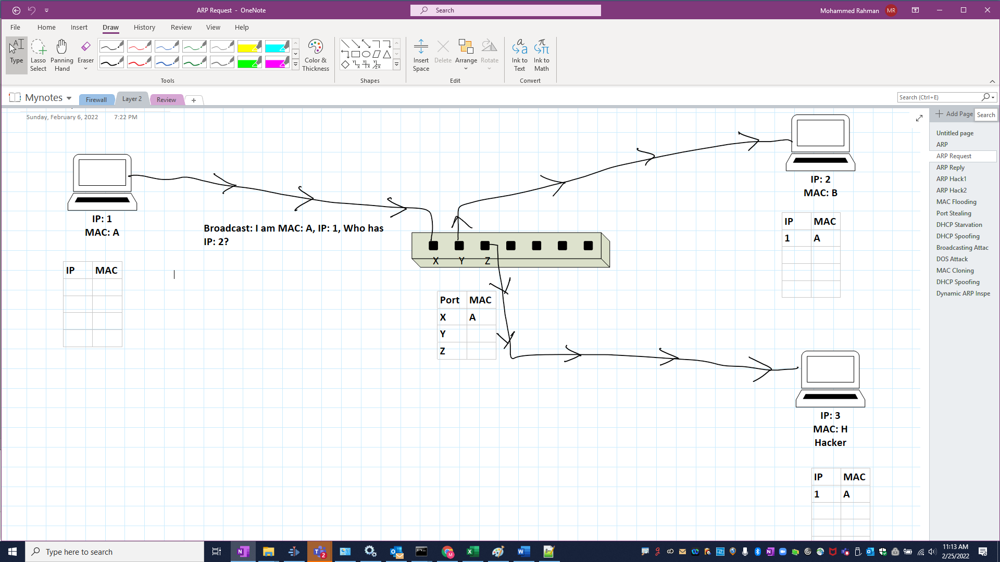 ARP Request - OneNote
Search
Mohammed Rahman
MR
File Home Insert Draw History Review View Help
Type
Lasso Select
Panning Hand
Eraser
Color & Thickness
Insert Space
Delete
Arrange
Rotate
Ink to Text
Ink to Math
Tools
Shapes
Edit
Convert
Mynotes
Firewall
Layer 2
Review
Search (Ctrl+E)
Sunday, February 6, 2022 7:22 PM
Add Page
Search
Untitled page
ARP
ARP Request
ARP Reply
ARP Hack1
ARP Hack2
MAC Flooding
Port Stealing
DHCP Starvation
DHCP Spoofing
Broadcasting Attac
DOS Attack
MAC Cloning
DHCP Spoofing
Dynamic ARP Inspe
IP: 1
MAC: A
IP MAC
Broadcast: I am MAC: A, IP: 1, Who has
IP: 2?
X Y Z
Port MAC
X A
Y
Z
IP: 2
MAC: B
IP MAC
1 A
IP: 3
MAC: H
Hacker
IP MAC
1 A
Type here to search
2
11:13 AM
2/25/2022